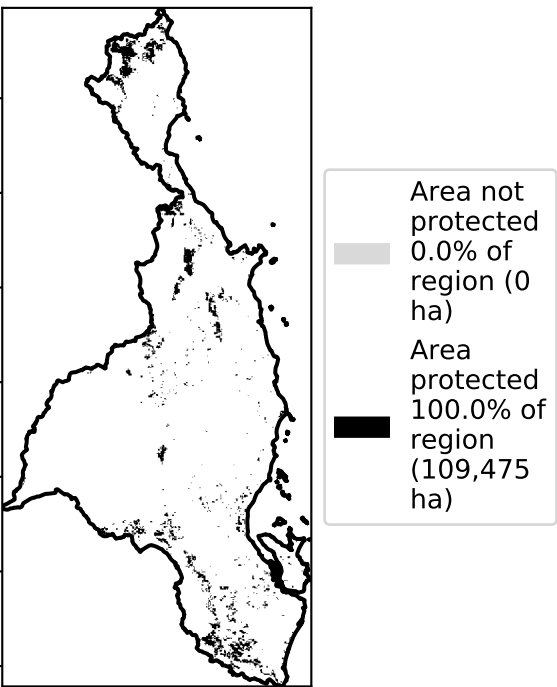 Area not
protected
0.0% of
region (0
ha)
Area
protected
100.0% of
region
(109,475
ha)